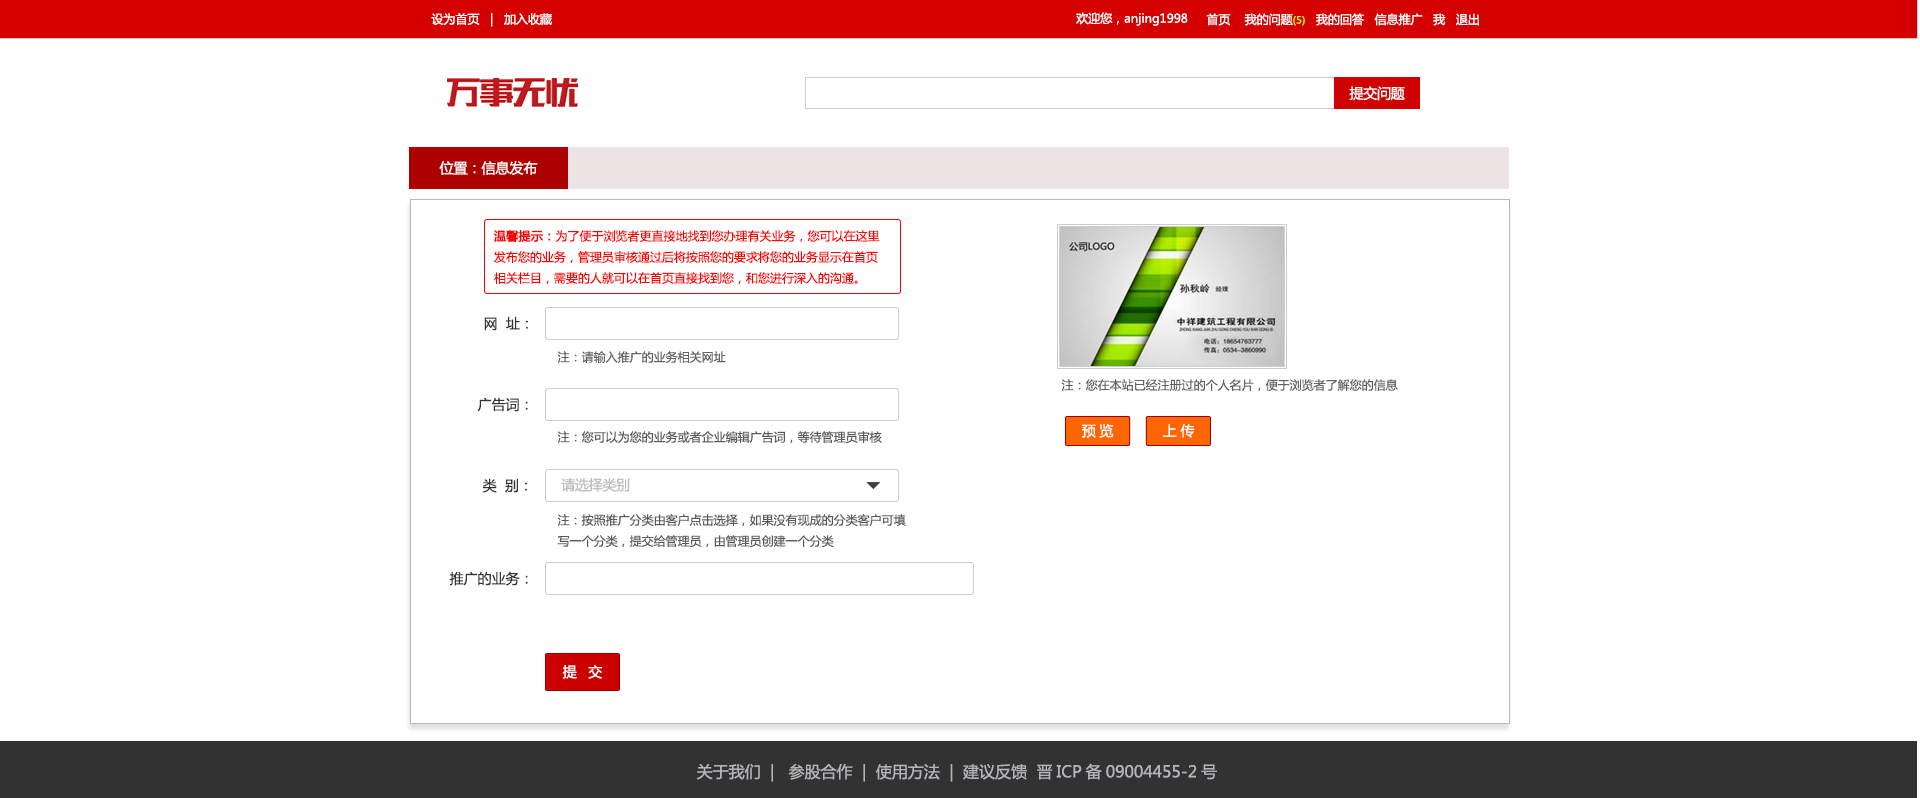 设为首页 | 加入收藏
欢迎您，anjing1998 首页 我的问题(5) 我的回答 信息推广 我 退出
万事无忧
提交问题
位置：信息发布
温馨提示：为了便于浏览者更直接地找到您办理有关业务，您可以在这里
发布您的业务，管理员审核通过后将按照您的要求将您的业务显示在首页
相关栏目，需要的人就可以在首页直接找到您，和您进行深入的沟通。
网 址：
注：请输入推广的业务相关网址
广告词：
注：您可以为您的业务或者企业编辑广告词，等待管理员审核
类 别：
请选择类别
注：按照推广分类由客户点击选择，如果没有现成的分类客户可填
写一个分类，提交给管理员，由管理员创建一个分类
推广的业务：
提 交
公司LOGO
孙秋岭 经理
中祥建筑工程有限公司
ZHONG XIANG JIAN ZHU GONG CHENG YOU XIAN GONG SI
电话：18654763777
传真：0534-3860990
注：您在本站已经注册过的个人名片，便于浏览者了解您的信息
预 览
上 传
关于我们 | 参股合作 | 使用方法 | 建议反馈 晋 ICP 备 09004455-2 号